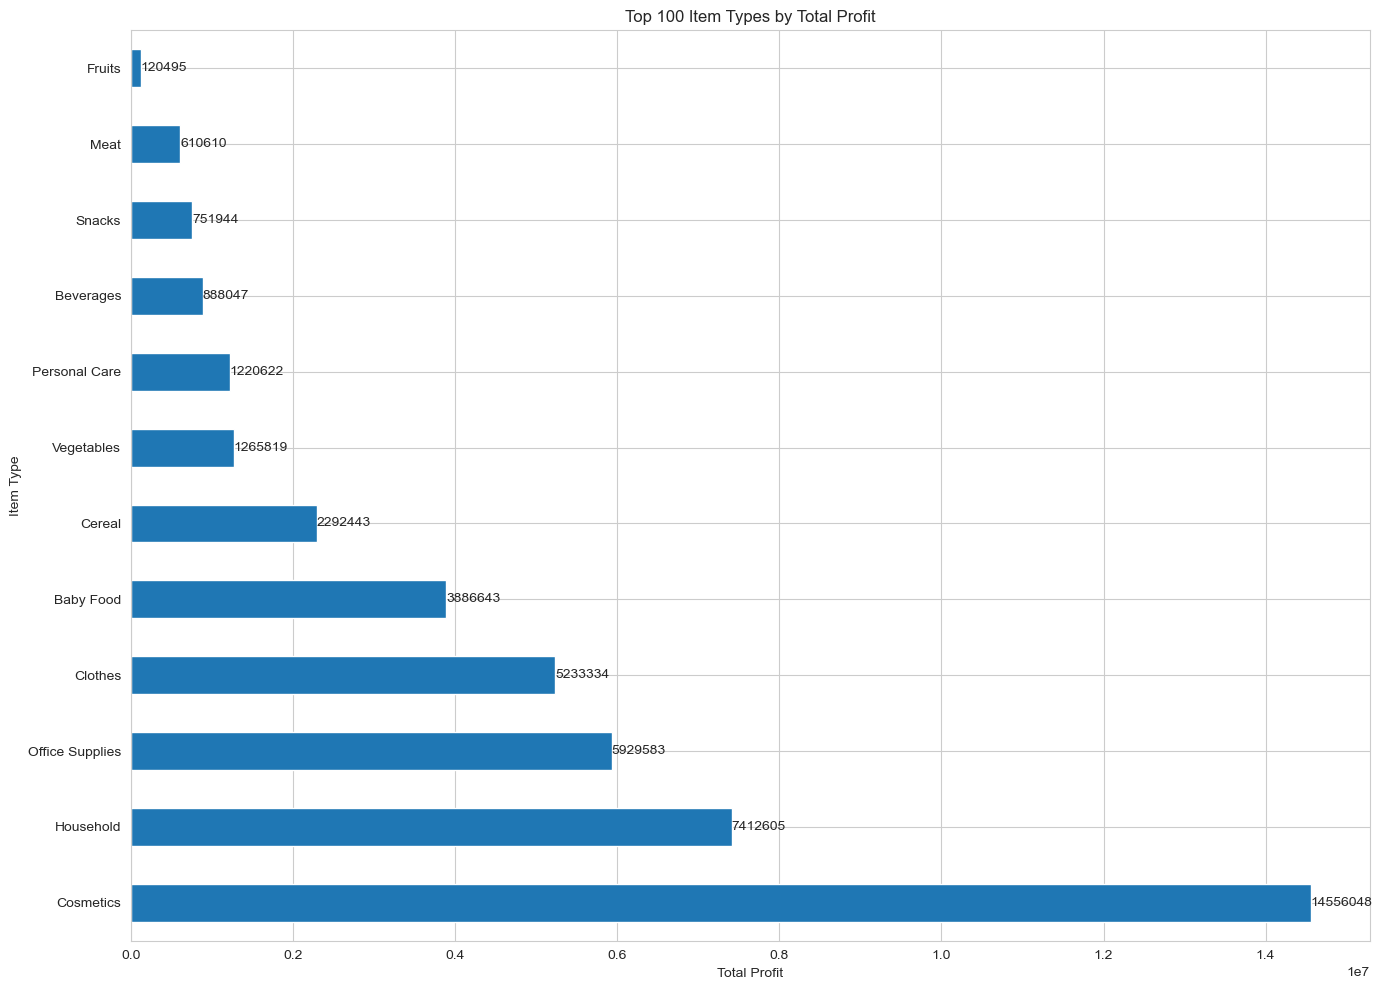 Top 100 Item Types by Total Profit
Fruits 120495
Meat 610610
Snacks 751944
Beverages 888047
Personal Care 1220622
Vegetables 1265819
Item Type
Cereal 2292443
Baby Food 3886643
Clothes 5233334
Office Supplies 5929583
Household 7412605
Cosmetics 14556048
0.0 0.2 0.4 0.6 0.8 1.0 1.2 1.4
Total Profit
1e7